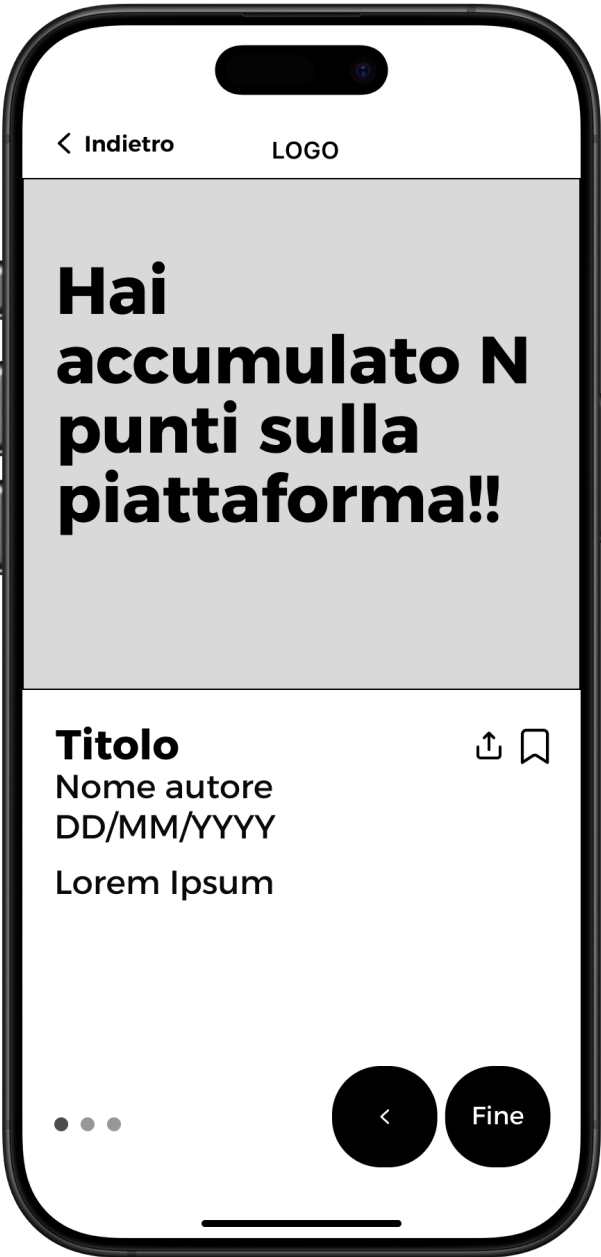 Indietro
LOGO
Hai
accumulato N
punti sulla
piattaforma!!
Titolo
Nome autore
DD/MM/YYYY
Lorem Ipsum
<
Fine